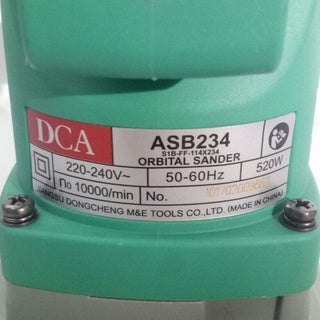 DCA
ASB234
S1B-FF-114X234
ORBITAL SANDER
220-240V~ 50-60Hz 520W
no 10000/min No.
JIANGSU DONGCHENG M&E TOOLS CO.,LTD. (MADE IN CHINA)